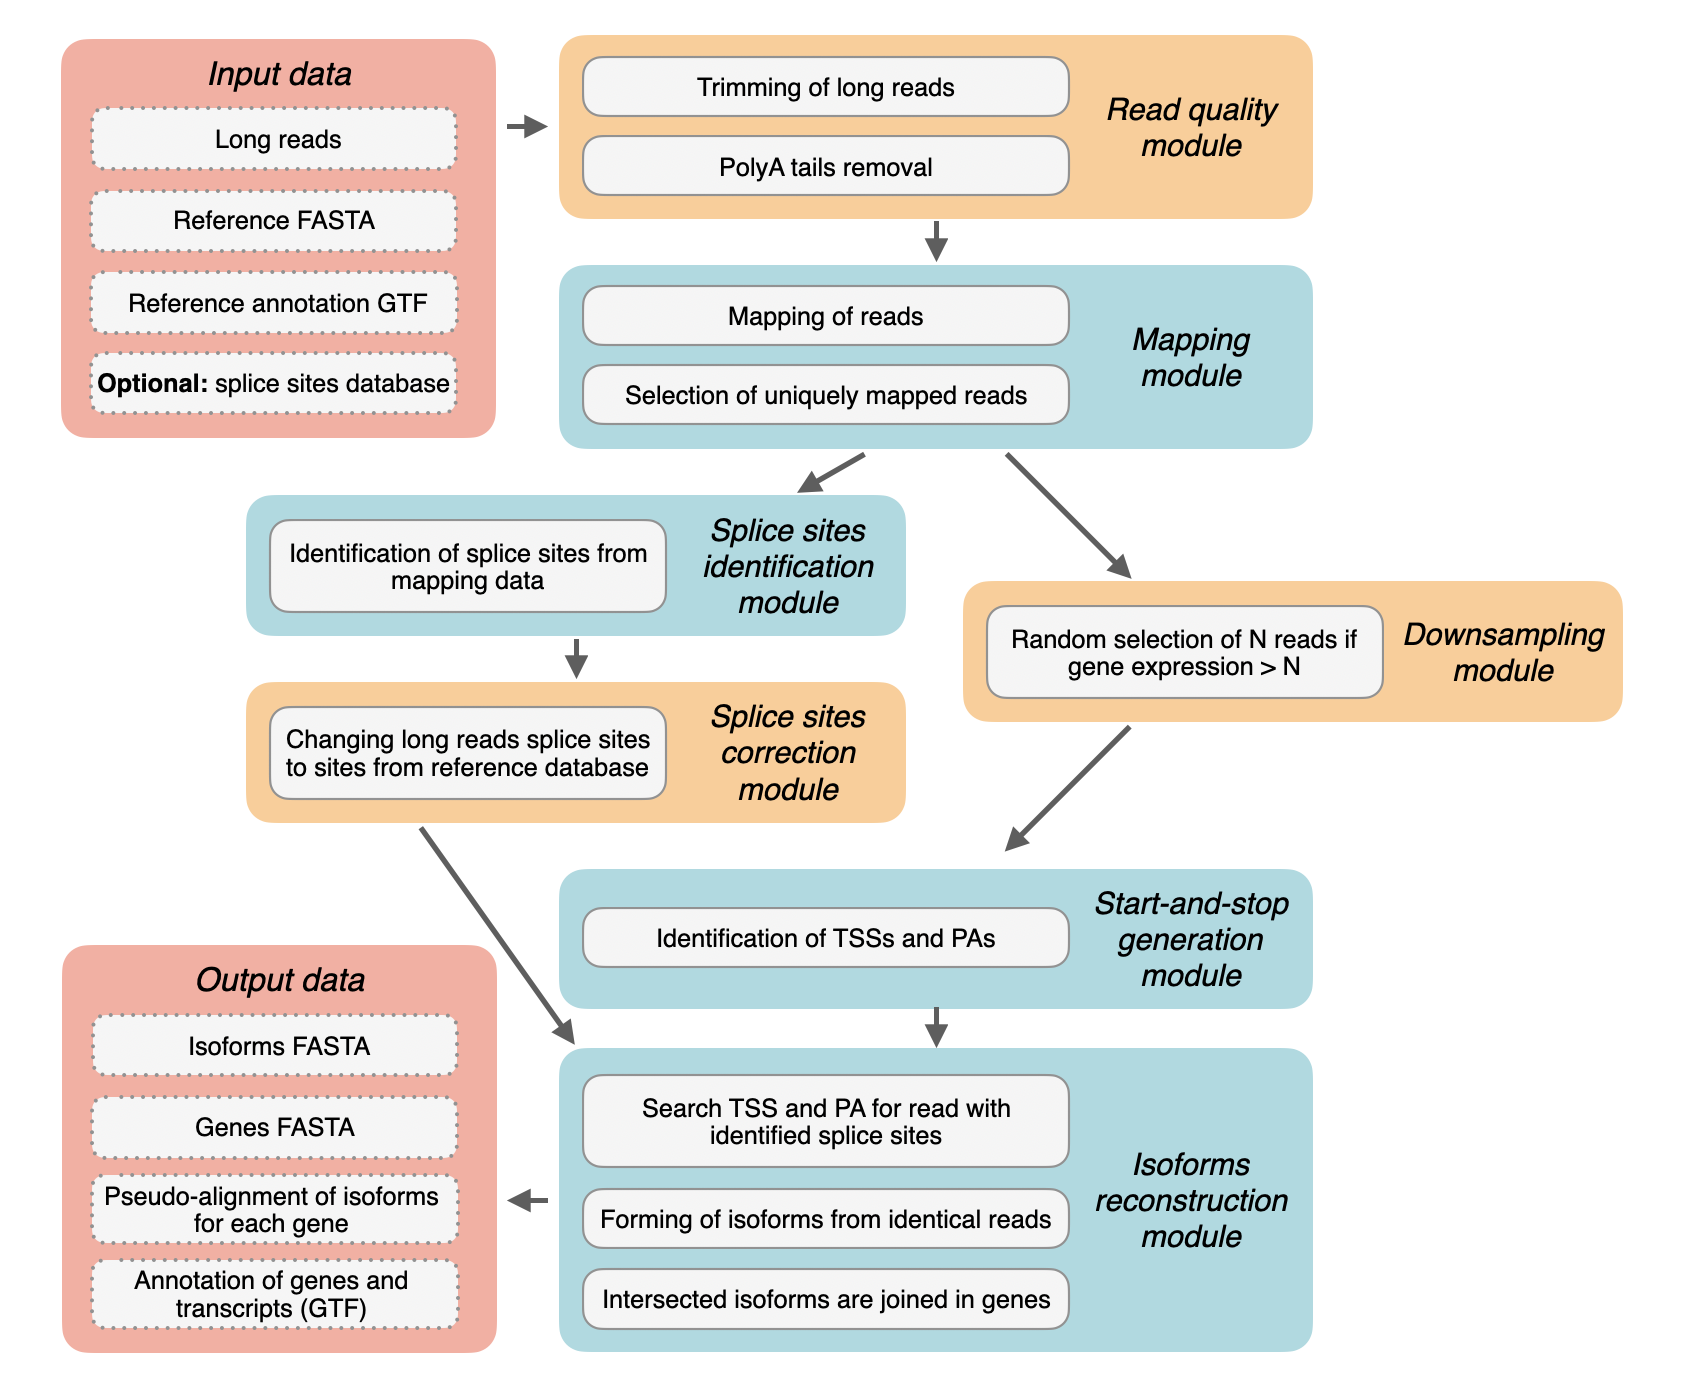 Input data
Long reads
Reference FASTA
Reference annotation GTF
Optional: splice sites database
Trimming of long reads
PolyA tails removal
Read quality
module
Mapping of reads
Selection of uniquely mapped reads
Mapping
module
Identification of splice sites from
mapping data
Splice sites
identification
module
Random selection of N reads if
gene expression > N
Downsampling
module
Changing long reads splice sites
to sites from reference database
Splice sites
correction
module
Identification of TSSs and PAs
Start-and-stop
generation
module
Search TSS and PA for read with
identified splice sites
Forming of isoforms from identical reads
Intersected isoforms are joined in genes
Isoforms
reconstruction
module
Output data
Isoforms FASTA
Genes FASTA
Pseudo-alignment of isoforms
for each gene
Annotation of genes and
transcripts (GTF)